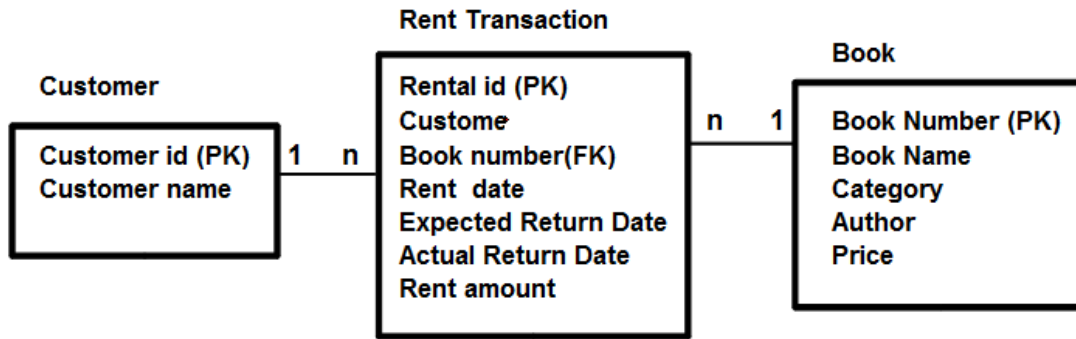 Customer
Customer id (PK)
Customer name
1 n
Rent Transaction
Rental id (PK)
Custome
Book number(FK)
Rent date
Expected Return Date
Actual Return Date
Rent amount
n 1
Book
Book Number (PK)
Book Name
Category
Author
Price